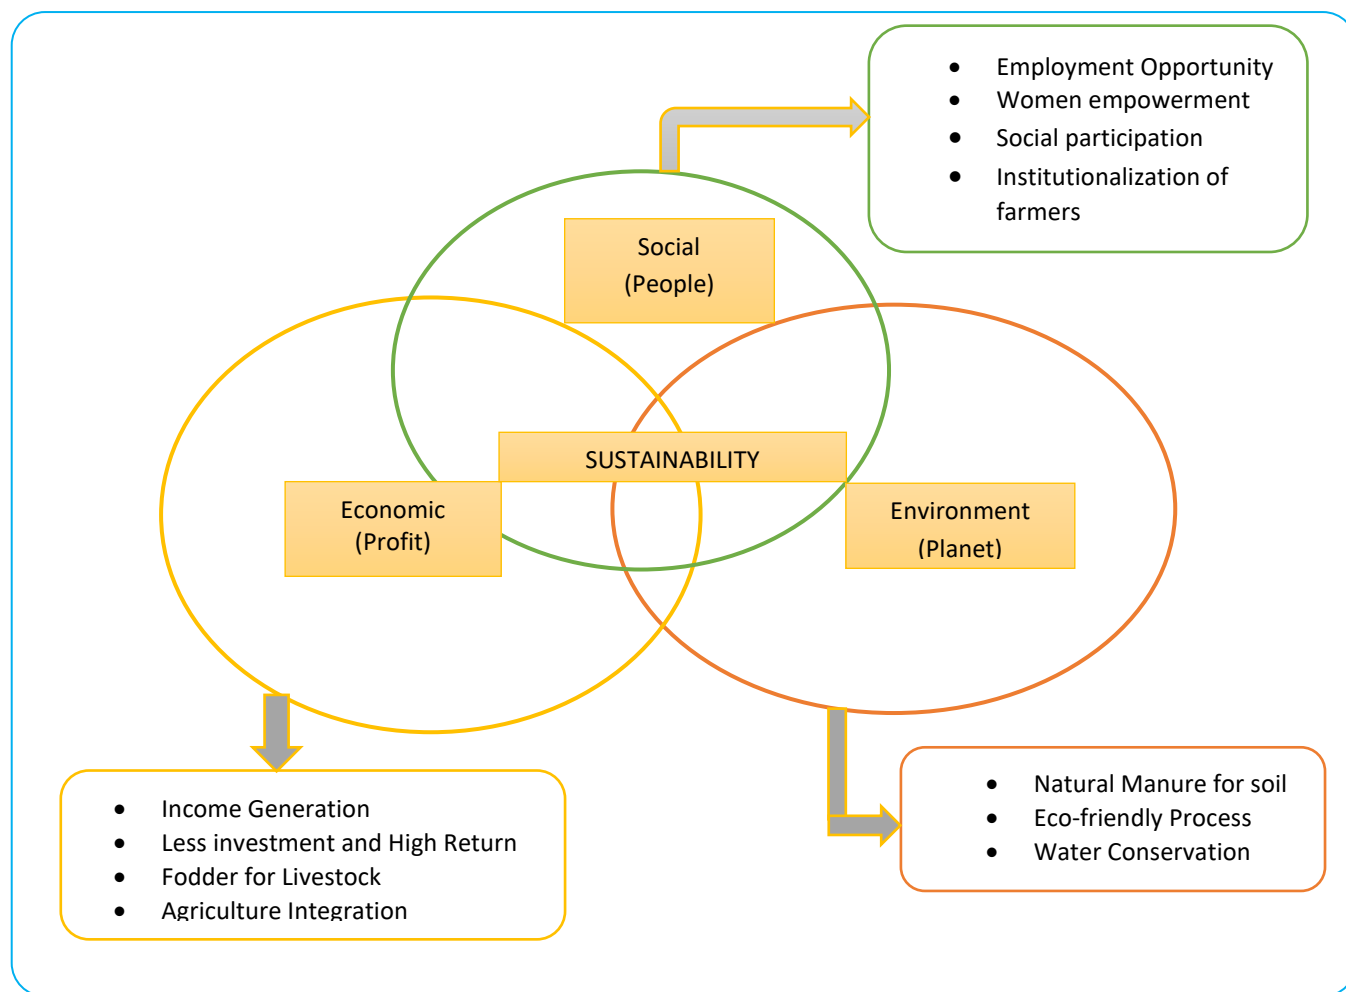 • Employment Opportunity
• Women empowerment
• Social participation
• Institutionalization of
farmers
Social
(People)
SUSTAINABILITY
Economic
(Profit)
Environment
(Planet)
• Income Generation
• Less investment and High Return
• Fodder for Livestock
• Agriculture Integration
• Natural Manure for soil
• Eco-friendly Process
• Water Conservation